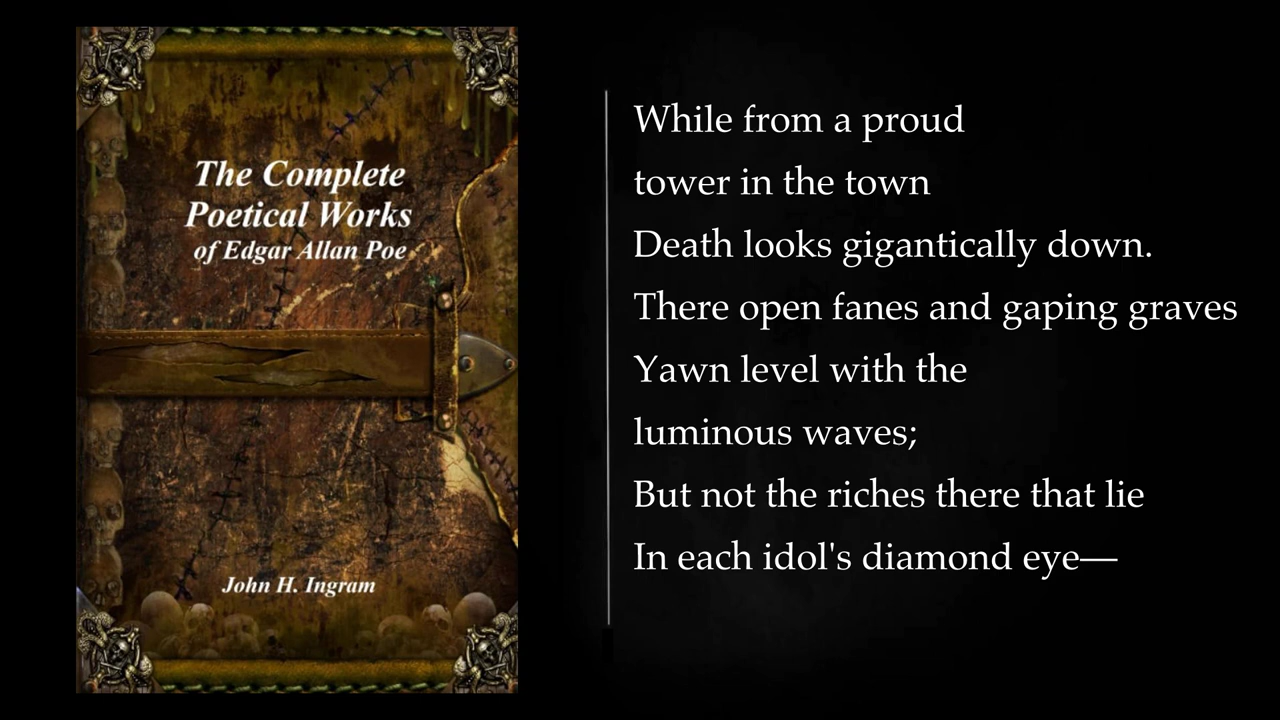 The Complete
Poetical Works
of Edgar Allan Poe
John H. Ingram
While from a proud
tower in the town
Death looks gigantically down.
There open fanes and gaping graves
Yawn level with the
luminous waves;
But not the riches there that lie
In each idol's diamond eye—